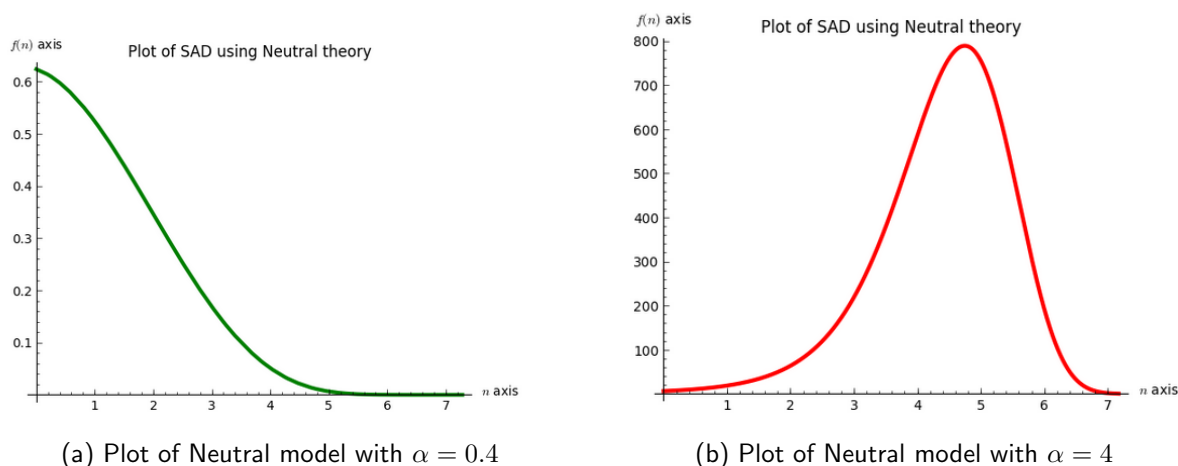 f(n) axis
Plot of SAD using Neutral theory
0.6
0.5
0.4
0.3
0.2
0.1
1 2 3 4 5 6 7
n axis
(a) Plot of Neutral model with α = 0.4
f(n) axis
Plot of SAD using Neutral theory
800
700
600
500
400
300
200
100
1 2 3 4 5 6 7
n axis
(b) Plot of Neutral model with α = 4